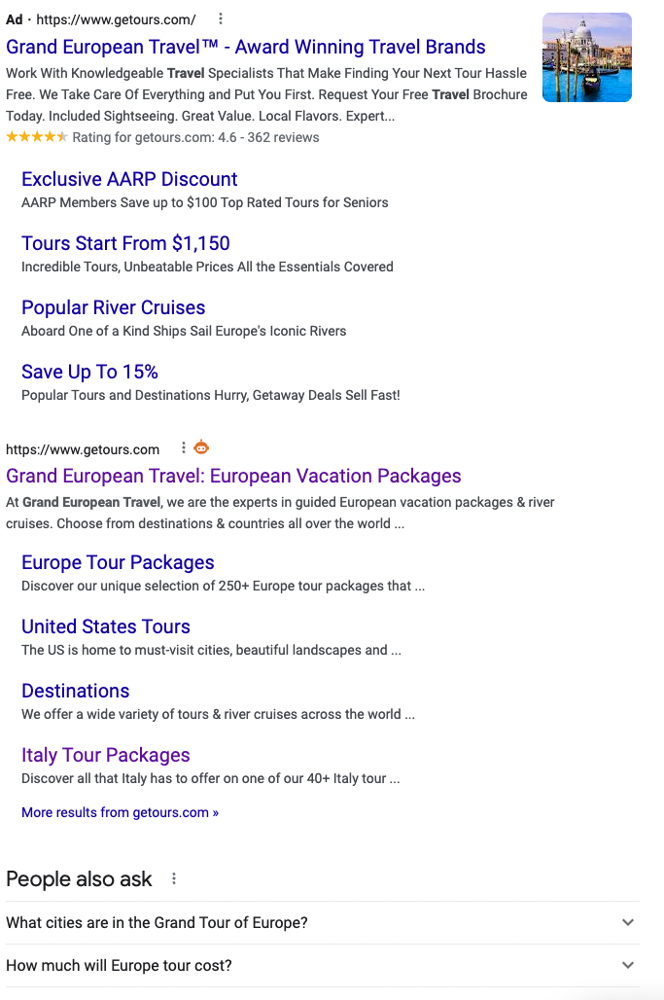 Ad · https://www.getours.com/
Grand European Travel™ - Award Winning Travel Brands
Work With Knowledgeable Travel Specialists That Make Finding Your Next Tour Hassle
Free. We Take Care Of Everything and Put You First. Request Your Free Travel Brochure
Today. Included Sightseeing. Great Value. Local Flavors. Expert...
Rating for getours.com: 4.6 - 362 reviews
Exclusive AARP Discount
AARP Members Save up to $100 Top Rated Tours for Seniors
Tours Start From $1,150
Incredible Tours, Unbeatable Prices All the Essentials Covered
Popular River Cruises
Aboard One of a Kind Ships Sail Europe's Iconic Rivers
Save Up To 15%
Popular Tours and Destinations Hurry, Getaway Deals Sell Fast!
https://www.getours.com
Grand European Travel: European Vacation Packages
At Grand European Travel, we are the experts in guided European vacation packages & river
cruises. Choose from destinations & countries all over the world ...
Europe Tour Packages
Discover our unique selection of 250+ Europe tour packages that ...
United States Tours
The US is home to must-visit cities, beautiful landscapes and ...
Destinations
We offer a wide variety of tours & river cruises across the world ...
Italy Tour Packages
Discover all that Italy has to offer on one of our 40+ Italy tour ...
More results from getours.com »
People also ask
What cities are in the Grand Tour of Europe?
How much will Europe tour cost?